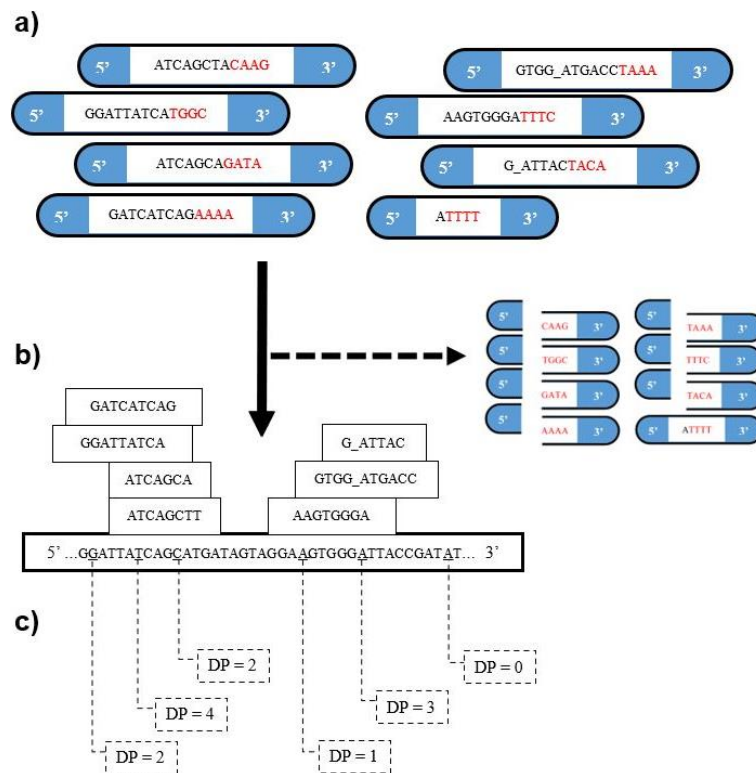 a)
5’ ATCAGCTACAAG 3’
5’ GGATTATCATGGC 3’
5’ ATCAGCAGATA 3’
5’ GATCATCAGAAAA 3’
5’ GTGG_ATGACCTAAA 3’
5’ AAGTGGGATTTC 3’
5’ G_ATTACTACA 3’
5’ ATTTT 3’
5’ CAAG 3’
5’ TGGC 3’
5’ GATA 3’
5’ AAAA 3’
5’ TAAA 3’
5’ TTTC 3’
5’ TACA 3’
5’ ATTTT 3’
b)
GATCATCAG
GGATTATCA
ATCAGCA
ATCAGCTT
G_ATTAC
GTGG_ATGACC
AAGTGGGA
5’ ...GGATTATCAGCATGATAGTAGGAAGTGGGATTACCGATAT... 3’
c)
DP = 2
DP = 4
DP = 2
DP = 1
DP = 3
DP = 0